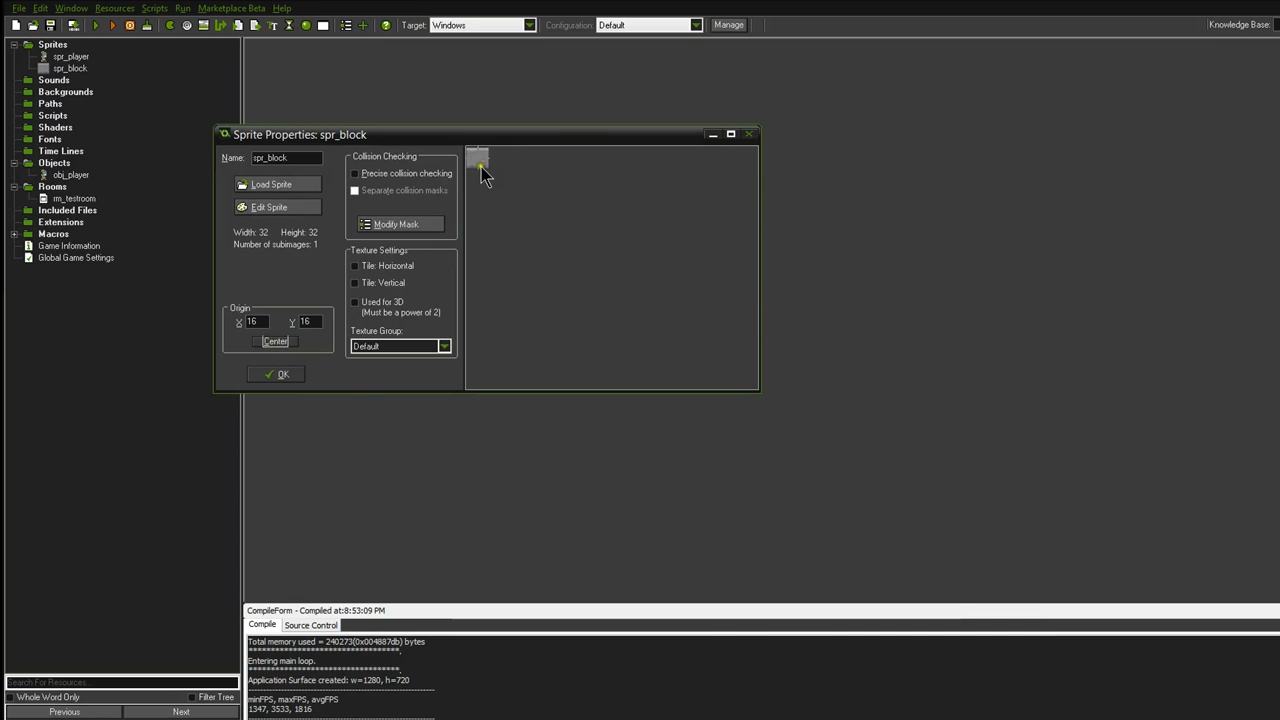 File Edit Window Resources Scripts Run Marketplace Beta Help
Target: Windows Configuration: Default Manage Knowledge Base
Sprites
spr_player
spr_block
Sounds
Backgrounds
Paths
Scripts
Shaders
Fonts
Time Lines
Objects
obj_player
Rooms
rm_testroom
Included Files
Extensions
Macros
Game Information
Global Game Settings
Sprite Properties: spr_block
Name: spr_block
Load Sprite
Edit Sprite
Width: 32 Height: 32
Number of subimages: 1
Origin
X 16 Y 16
Center
OK
Collision Checking
Precise collision checking
Separate collision masks
Modify Mask
Texture Settings
Tile: Horizontal
Tile: Vertical
Used for 3D
(Must be a power of 2)
Texture Group:
Default
CompileForm - Compiled at:8:53:09 PM
Compile Source Control
Total memory used = 240273(0x004887db) bytes
**********************************.
Entering main loop.
**********************************.
Application Surface created: w=1280, h=720
----------------------------------------
minFPS, maxFPS, avgFPS
1347, 3533, 1816
Search For Resources...
Whole Word Only Filter Tree
Previous Next